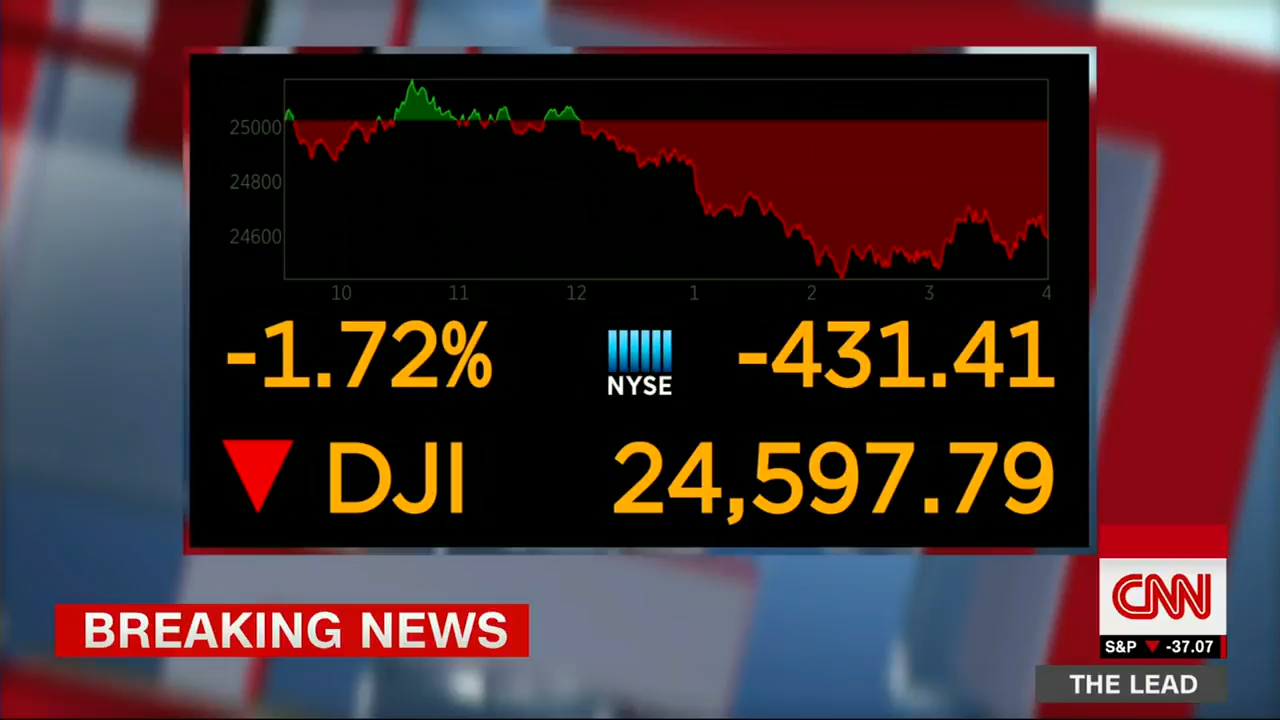 25000
24800
24600
10 11 12 1 2 3 4
-1.72% NYSE -431.41
▼ DJI 24,597.79
BREAKING NEWS
CNN
S&P ▼ -37.07
THE LEAD